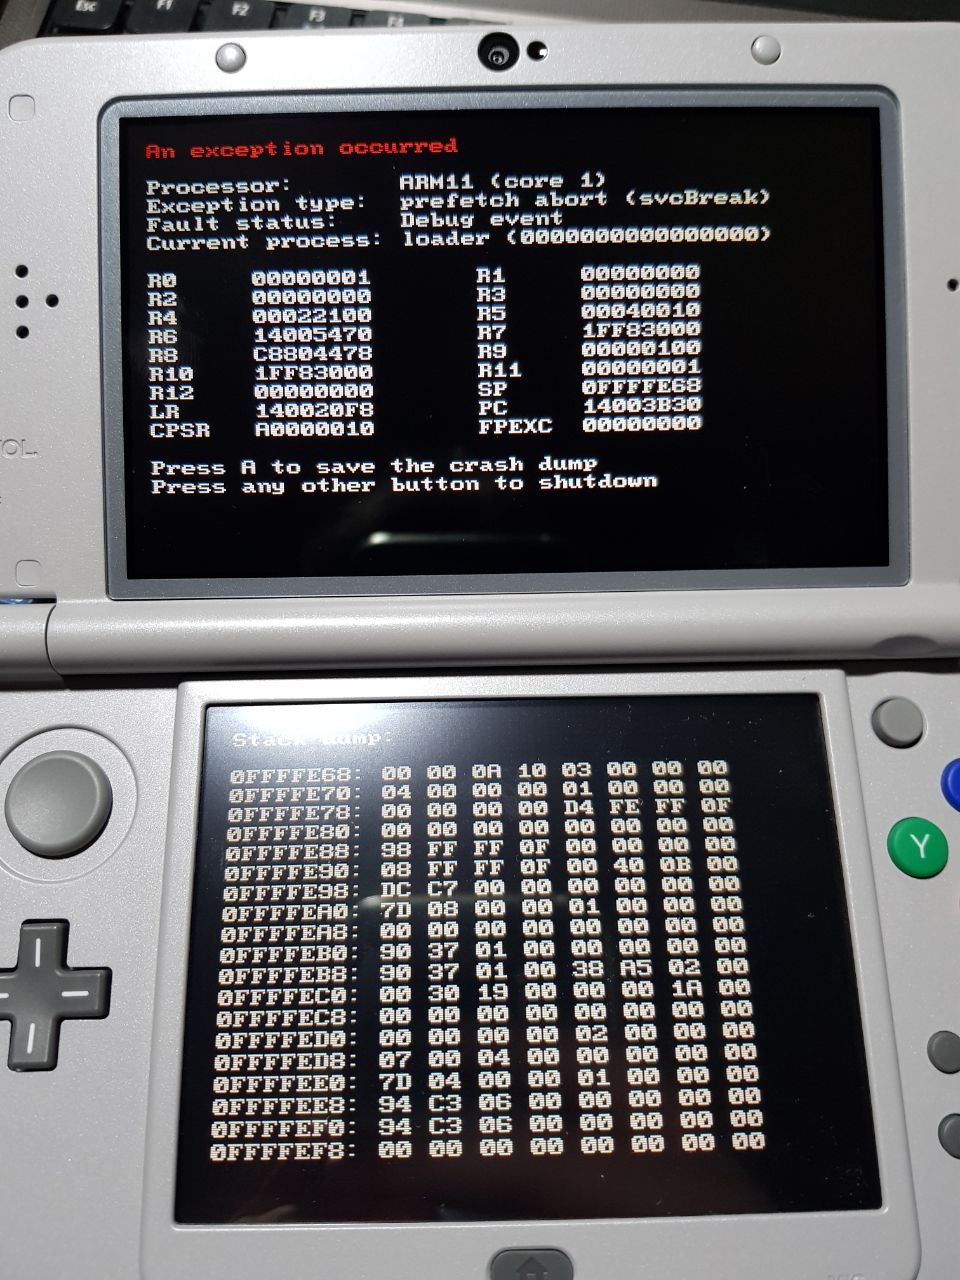 Esc F1 F2 F3 F4
An exception occurred
Processor: ARM11 (core 1)
Exception type: prefetch abort (svcBreak)
Fault status: Debug event
Current process: loader (0000000000000000)
R0 00000001 R1 00000000
R2 00000000 R3 00000000
R4 00022100 R5 00040010
R6 14005470 R7 1FF83000
R8 C8804478 R9 00000100
R10 1FF83000 R11 00000001
R12 00000000 SP 0FFFFE68
LR 140020F8 PC 14003B30
CPSR A0000010 FPEXC 00000000
Press A to save the crash dump
Press any other button to shutdown
Stack dump:
0FFFFE68: 00 00 0A 10 03 00 00 00
0FFFFE70: 04 00 00 00 01 00 00 00
0FFFFE78: 00 00 00 00 D4 FE FF 0F
0FFFFE80: 00 00 00 00 00 00 00 00
0FFFFE88: 98 FF FF 0F 00 00 00 00
0FFFFE90: 08 FF FF 0F 00 40 0B 00
0FFFFE98: DC C7 00 00 00 00 00 00
0FFFFEA0: 7D 08 00 00 01 00 00 00
0FFFFEA8: 00 00 00 00 00 00 00 00
0FFFFEB0: 90 37 01 00 00 00 00 00
0FFFFEB8: 90 37 01 00 38 A5 02 00
0FFFFEC0: 00 30 19 00 00 00 1A 00
0FFFFEC8: 00 00 00 00 00 00 00 00
0FFFFED0: 00 00 00 00 02 00 00 00
0FFFFED8: 07 00 04 00 00 00 00 00
0FFFFEE0: 7D 04 00 00 01 00 00 00
0FFFFEE8: 94 C3 06 00 00 00 00 00
0FFFFEF0: 94 C3 06 00 00 00 00 00
0FFFFEF8: 00 00 00 00 00 00 00 00
Y